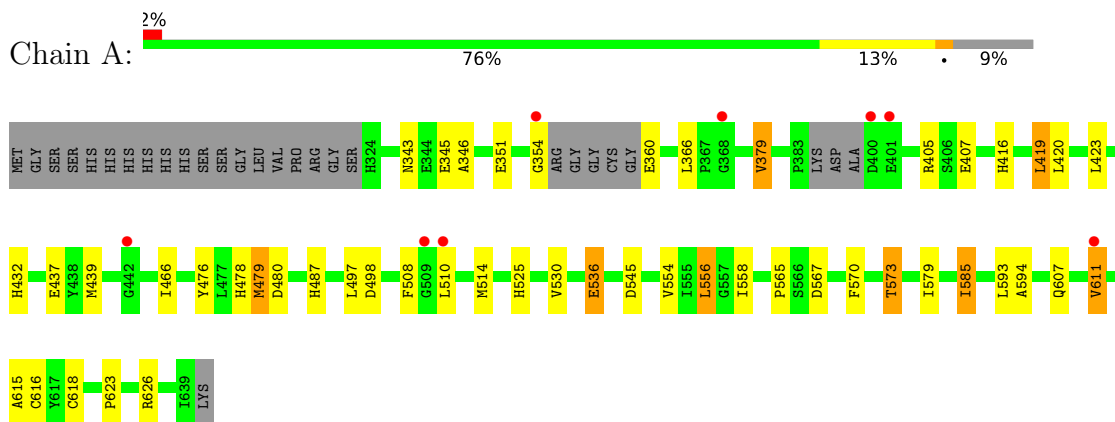 2%
Chain A:
76% 13% • 9%
MET GLY SER SER HIS HIS HIS HIS HIS HIS SER SER GLY LEU VAL PRO ARG GLY SER H324 N343 E344 E345 A346 E351 G354 ARG GLY GLY CYS GLY E360 L366 P367 G368 V379 P383 LYS ASP ALA D400 E401 R405 S406 E407 H416 L419 L420 L423
H432 E437 Y438 M439 G442 I466 Y476 L477 H478 M479 D480 H487 L497 D498 F508 G509 L510 M514 H525 V530 E536 D545 V554 I555 L556 G557 I558 P565 S566 D567 F570 T573 I579 I585 L593 A594 Q607 V611
A615 C616 Y617 C618 P623 R626 I639 LYS